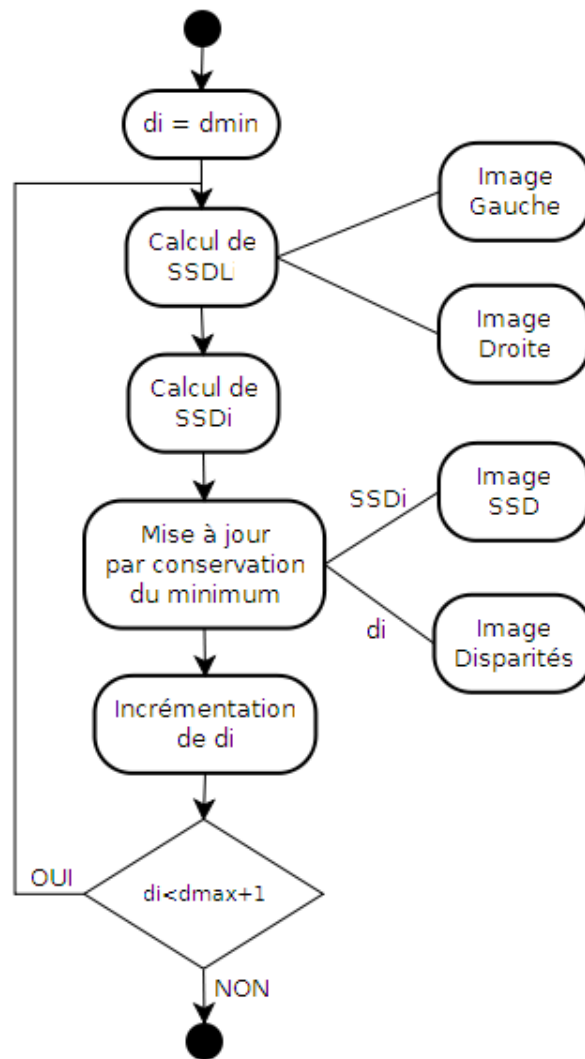 di = dmin
Image
Gauche
Calcul de
SSDLi
Image
Droite
Calcul de
SSDi
SSDi
Image
SSD
Mise à jour
par conservation
du minimum
di
Image
Disparités
Incrémentation
de di
OUI
di<dmax+1
NON